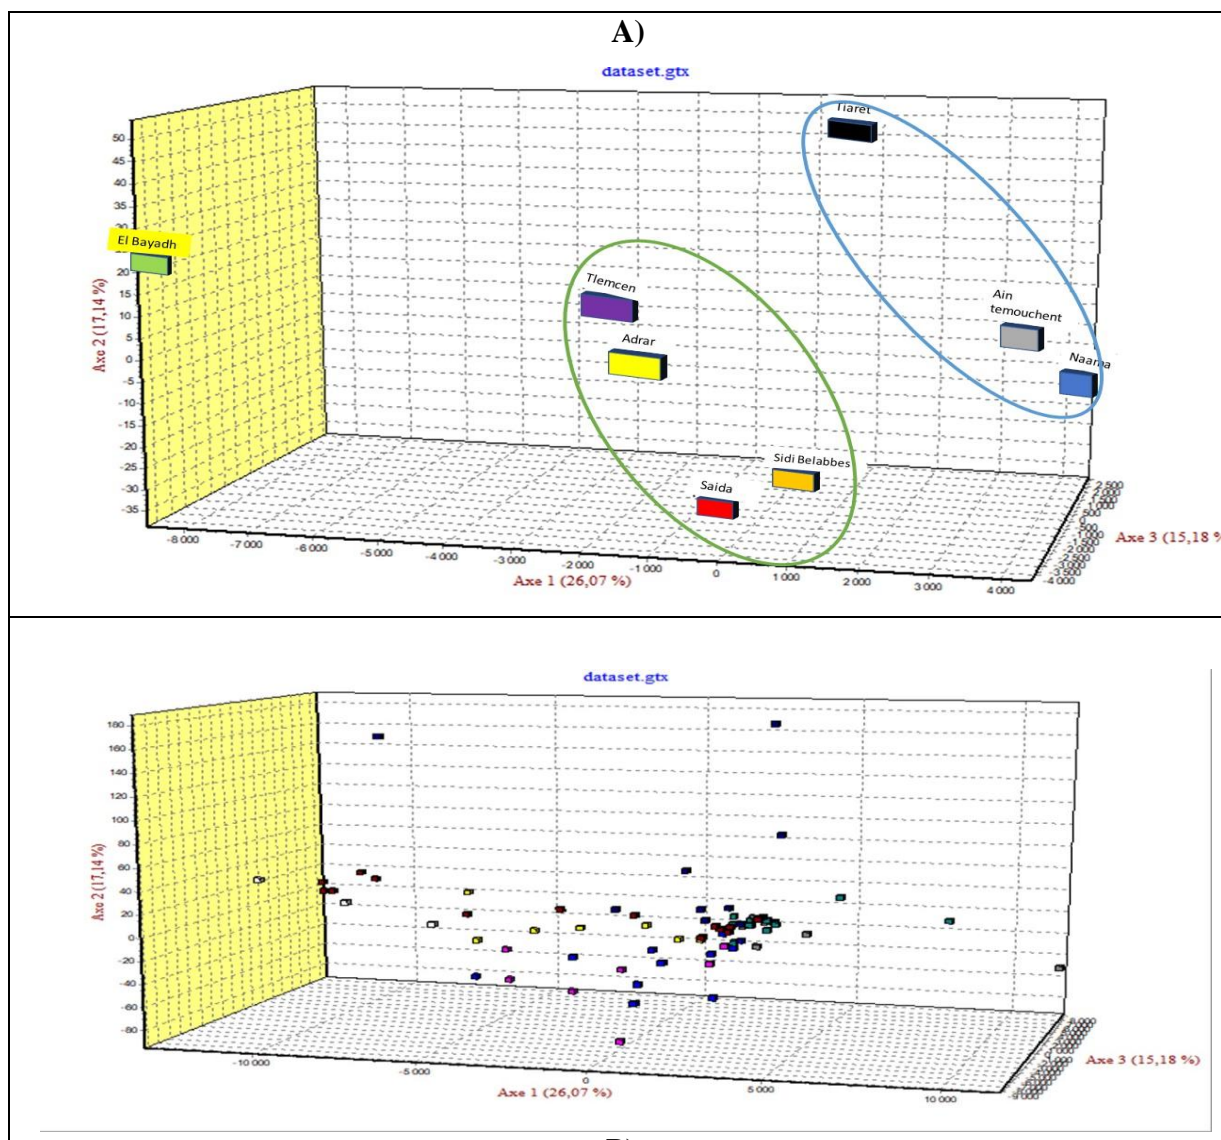 A)
dataset.gtx
Tiaret
50
45
40
35
El Bayadh
20
15
10
5
0
-5
-10
-15
-20
-25
-30
-35
Axe 2 (17,14 %)
Tlemcen
Adrar
Ain
temouchent
Naama
Sidi Belabbes
Saida
-8 000 -7 000 -6 000 -5 000 -4 000 -3 000 -2 000 -1 000 0 1 000 2 000 3 000 4 000
Axe 1 (26,07 %)
2 500
Axe 3 (15,18 %
-4 000
dataset.gtx
180
160
140
120
100
80
60
40
20
0
-20
-40
-60
-80
Axe 2 (17,14 %)
-10 000 -5 000 0 5 000 10 000
Axe 1 (26,07 %)
Axe 3 (15,18 %)